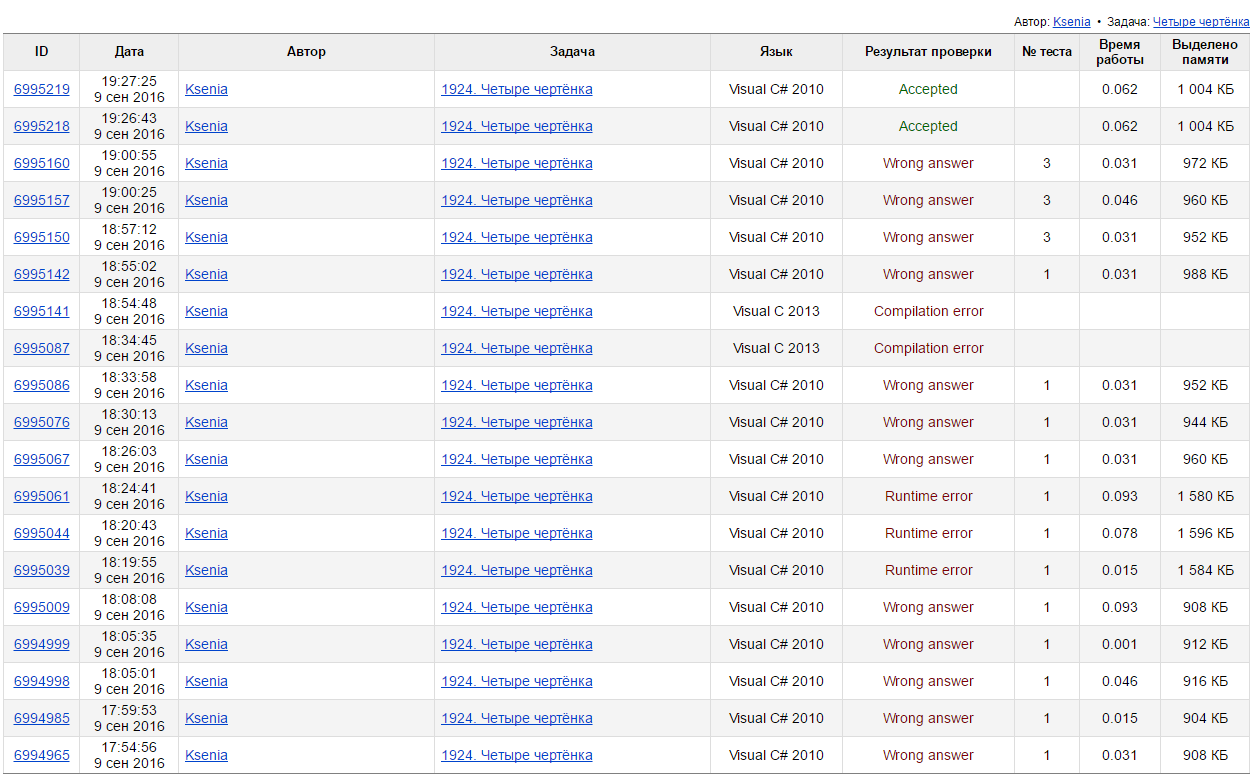 Автор: Ksenia • Задача: Четыре чертёнка
ID Дата Автор Задача Язык Результат проверки № теста Время работы Выделено памяти
6995219 19:27:25 9 сен 2016 Ksenia 1924. Четыре чертёнка Visual C# 2010 Accepted 0.062 1 004 КБ
6995218 19:26:43 9 сен 2016 Ksenia 1924. Четыре чертёнка Visual C# 2010 Accepted 0.062 1 004 КБ
6995160 19:00:55 9 сен 2016 Ksenia 1924. Четыре чертёнка Visual C# 2010 Wrong answer 3 0.031 972 КБ
6995157 19:00:25 9 сен 2016 Ksenia 1924. Четыре чертёнка Visual C# 2010 Wrong answer 3 0.046 960 КБ
6995150 18:57:12 9 сен 2016 Ksenia 1924. Четыре чертёнка Visual C# 2010 Wrong answer 3 0.031 952 КБ
6995142 18:55:02 9 сен 2016 Ksenia 1924. Четыре чертёнка Visual C# 2010 Wrong answer 1 0.031 988 КБ
6995141 18:54:48 9 сен 2016 Ksenia 1924. Четыре чертёнка Visual C 2013 Compilation error
6995087 18:34:45 9 сен 2016 Ksenia 1924. Четыре чертёнка Visual C 2013 Compilation error
6995086 18:33:58 9 сен 2016 Ksenia 1924. Четыре чертёнка Visual C# 2010 Wrong answer 1 0.031 952 КБ
6995076 18:30:13 9 сен 2016 Ksenia 1924. Четыре чертёнка Visual C# 2010 Wrong answer 1 0.031 944 КБ
6995067 18:26:03 9 сен 2016 Ksenia 1924. Четыре чертёнка Visual C# 2010 Wrong answer 1 0.031 960 КБ
6995061 18:24:41 9 сен 2016 Ksenia 1924. Четыре чертёнка Visual C# 2010 Runtime error 1 0.093 1 580 КБ
6995044 18:20:43 9 сен 2016 Ksenia 1924. Четыре чертёнка Visual C# 2010 Runtime error 1 0.078 1 596 КБ
6995039 18:19:55 9 сен 2016 Ksenia 1924. Четыре чертёнка Visual C# 2010 Runtime error 1 0.015 1 584 КБ
6995009 18:08:08 9 сен 2016 Ksenia 1924. Четыре чертёнка Visual C# 2010 Wrong answer 1 0.093 908 КБ
6994999 18:05:35 9 сен 2016 Ksenia 1924. Четыре чертёнка Visual C# 2010 Wrong answer 1 0.001 912 КБ
6994998 18:05:01 9 сен 2016 Ksenia 1924. Четыре чертёнка Visual C# 2010 Wrong answer 1 0.046 916 КБ
6994985 17:59:53 9 сен 2016 Ksenia 1924. Четыре чертёнка Visual C# 2010 Wrong answer 1 0.015 904 КБ
6994965 17:54:56 9 сен 2016 Ksenia 1924. Четыре чертёнка Visual C# 2010 Wrong answer 1 0.031 908 КБ